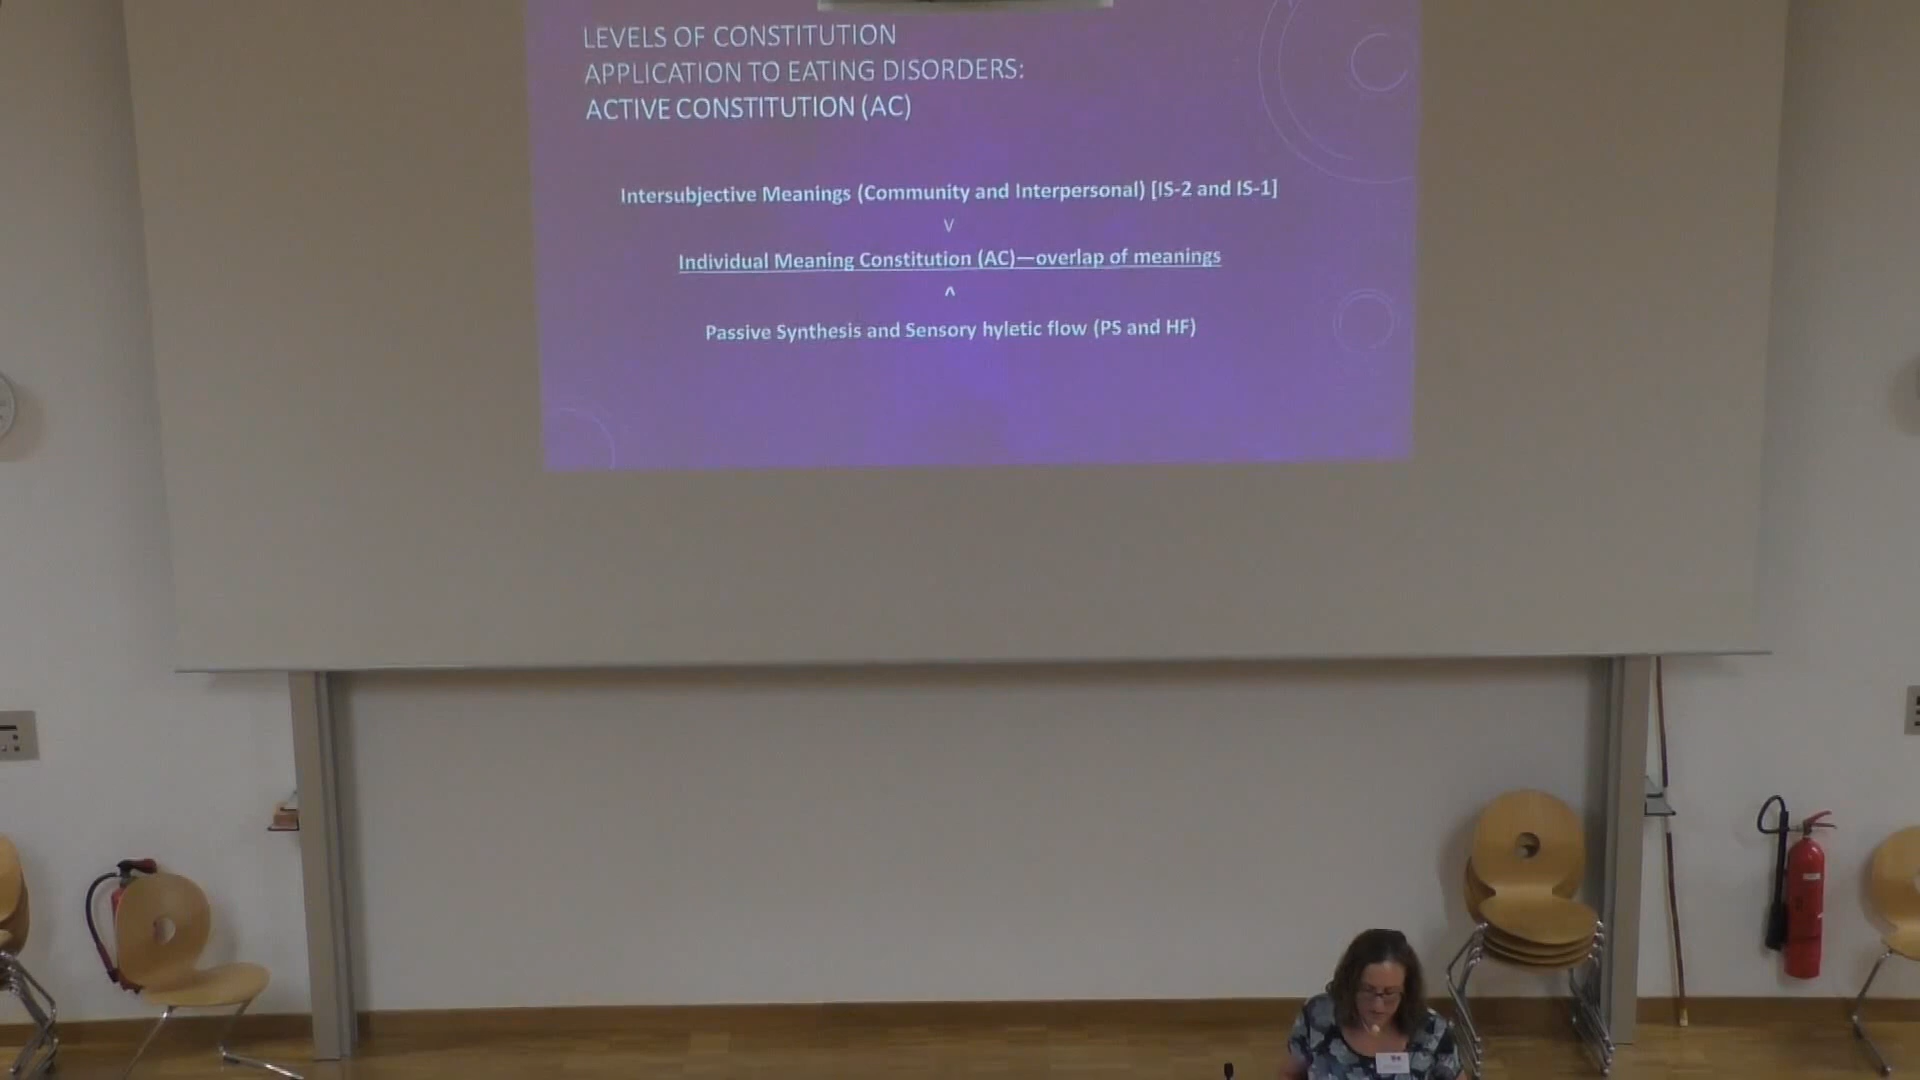 LEVELS OF CONSTITUTION
APPLICATION TO EATING DISORDERS:
ACTIVE CONSTITUTION (AC)
Intersubjective Meanings (Community and Interpersonal) [IS-2 and IS-1]
V
Individual Meaning Constitution (AC)—overlap of meanings
^
Passive Synthesis and Sensory hyletic flow (PS and HF)